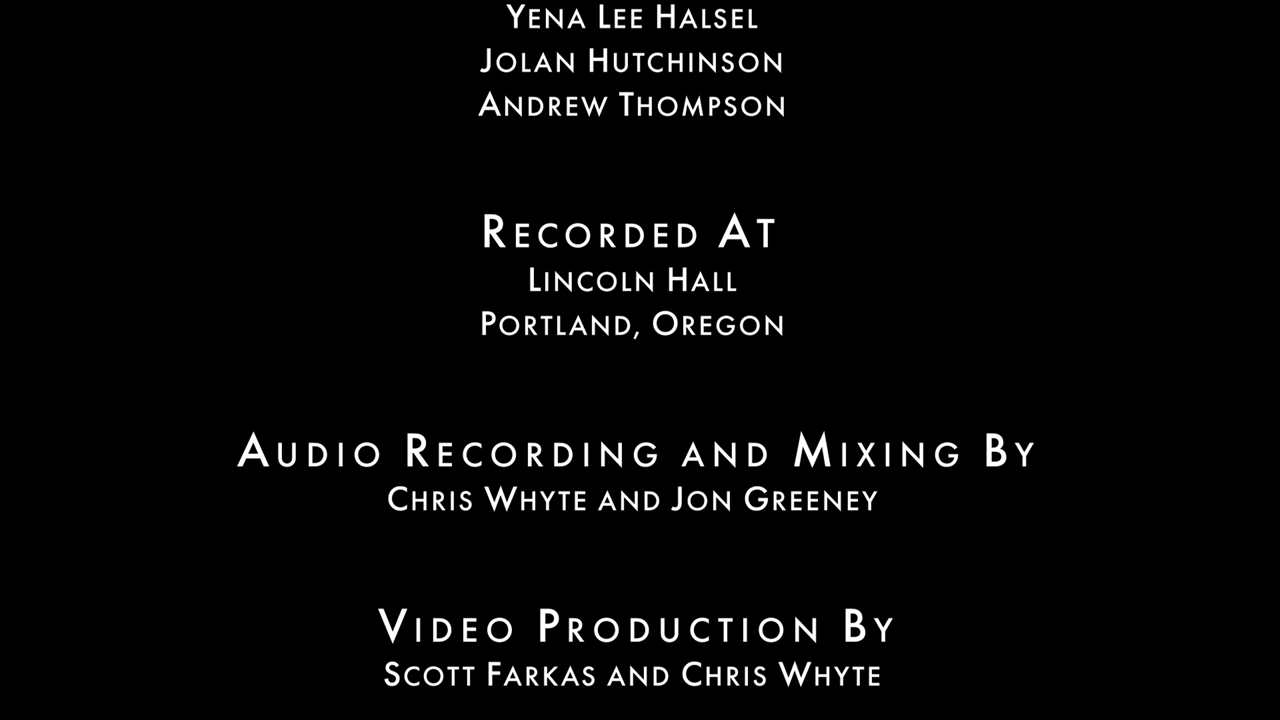 Yena Lee Halsel
Jolan Hutchinson
Andrew Thompson
Recorded At
Lincoln Hall
Portland, Oregon
Audio Recording and Mixing By
Chris Whyte and Jon Greeney
Video Production By
Scott Farkas and Chris Whyte